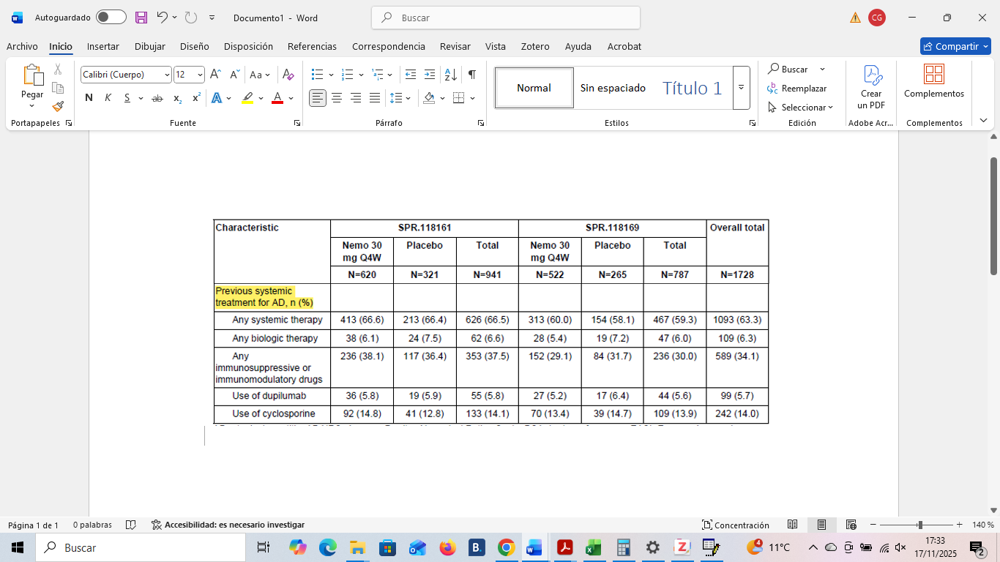 Autoguardado Documento1 - Word Buscar CG
Archivo Inicio Insertar Dibujar Diseño Disposición Referencias Correspondencia Revisar Vista Zotero Ayuda Acrobat Compartir
Pegar
Portapapeles
Calibri (Cuerpo) 12 A A Aa A
N K S ab x₂ x² A A
Fuente
Párrafo
Normal Sin espaciado Título 1
Estilos
Buscar
Reemplazar
Seleccionar
Edición
Crear
un PDF
Adobe Acr...
Complementos
Complementos
Characteristic SPR.118161 SPR.118169 Overall total
Nemo 30 mg Q4W Placebo Total Nemo 30 mg Q4W Placebo Total
N=620 N=321 N=941 N=522 N=265 N=787 N=1728
Previous systemic
treatment for AD, n (%)
Any systemic therapy 413 (66.6) 213 (66.4) 626 (66.5) 313 (60.0) 154 (58.1) 467 (59.3) 1093 (63.3)
Any biologic therapy 38 (6.1) 24 (7.5) 62 (6.6) 28 (5.4) 19 (7.2) 47 (6.0) 109 (6.3)
Any 236 (38.1) 117 (36.4) 353 (37.5) 152 (29.1) 84 (31.7) 236 (30.0) 589 (34.1)
immunosuppressive or
immunomodulatory drugs
Use of dupilumab 36 (5.8) 19 (5.9) 55 (5.8) 27 (5.2) 17 (6.4) 44 (5.6) 99 (5.7)
Use of cyclosporine 92 (14.8) 41 (12.8) 133 (14.1) 70 (13.4) 39 (14.7) 109 (13.9) 242 (14.0)
Página 1 de 1 0 palabras Accesibilidad: es necesario investigar Concentración 140 %
Buscar 4 11°C 17:33
17/11/2025 2